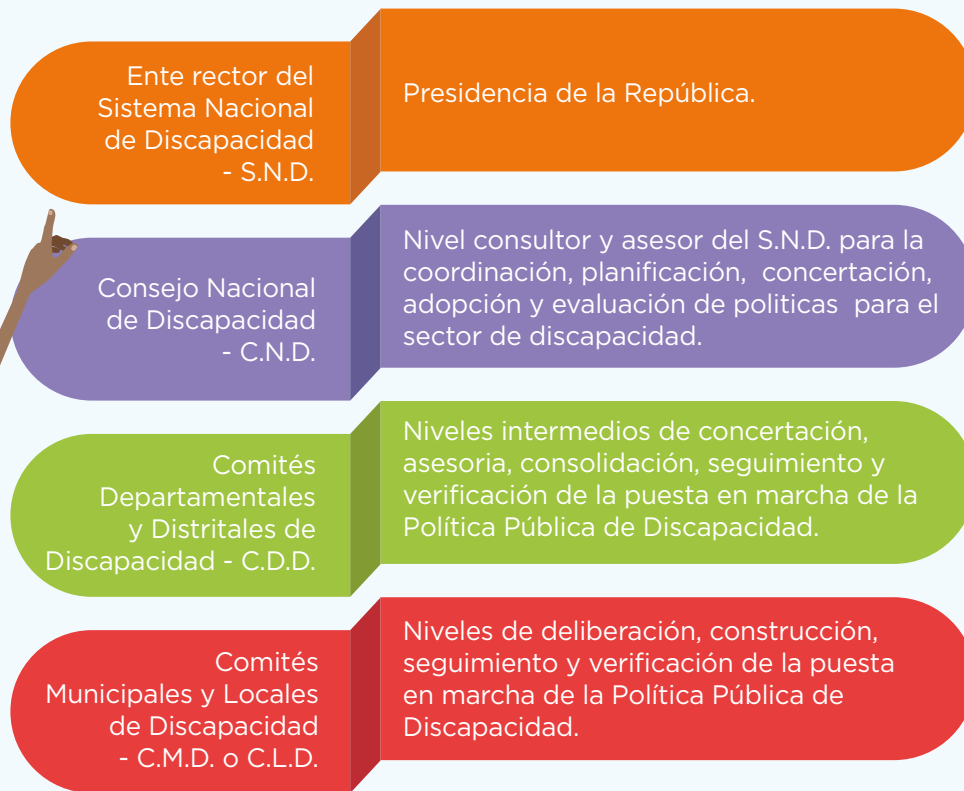 Ente rector del
Sistema Nacional
de Discapacidad
- S.N.D.
Presidencia de la República.
Consejo Nacional
de Discapacidad
- C.N.D.
Nivel consultor y asesor del S.N.D. para la
coordinación, planificación, concertación,
adopción y evaluación de politicas para el
sector de discapacidad.
Comités
Departamentales
y Distritales de
Discapacidad - C.D.D.
Niveles intermedios de concertación,
asesoria, consolidación, seguimiento y
verificación de la puesta en marcha de la
Política Pública de Discapacidad.
Comités
Municipales y Locales
de Discapacidad
- C.M.D. o C.L.D.
Niveles de deliberación, construcción,
seguimiento y verificación de la puesta
en marcha de la Política Pública de
Discapacidad.